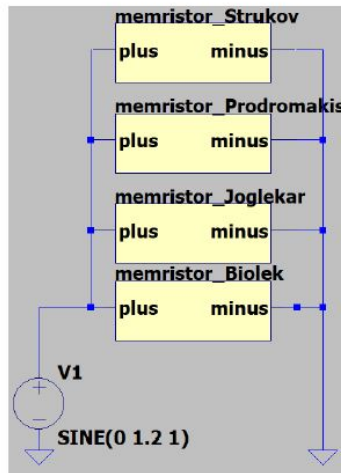 memristor_Strukov
plus minus
memristor_Prodromakis
plus minus
memristor_Joglekar
plus minus
memristor_Biolek
plus minus
V1
SINE(0 1.2 1)